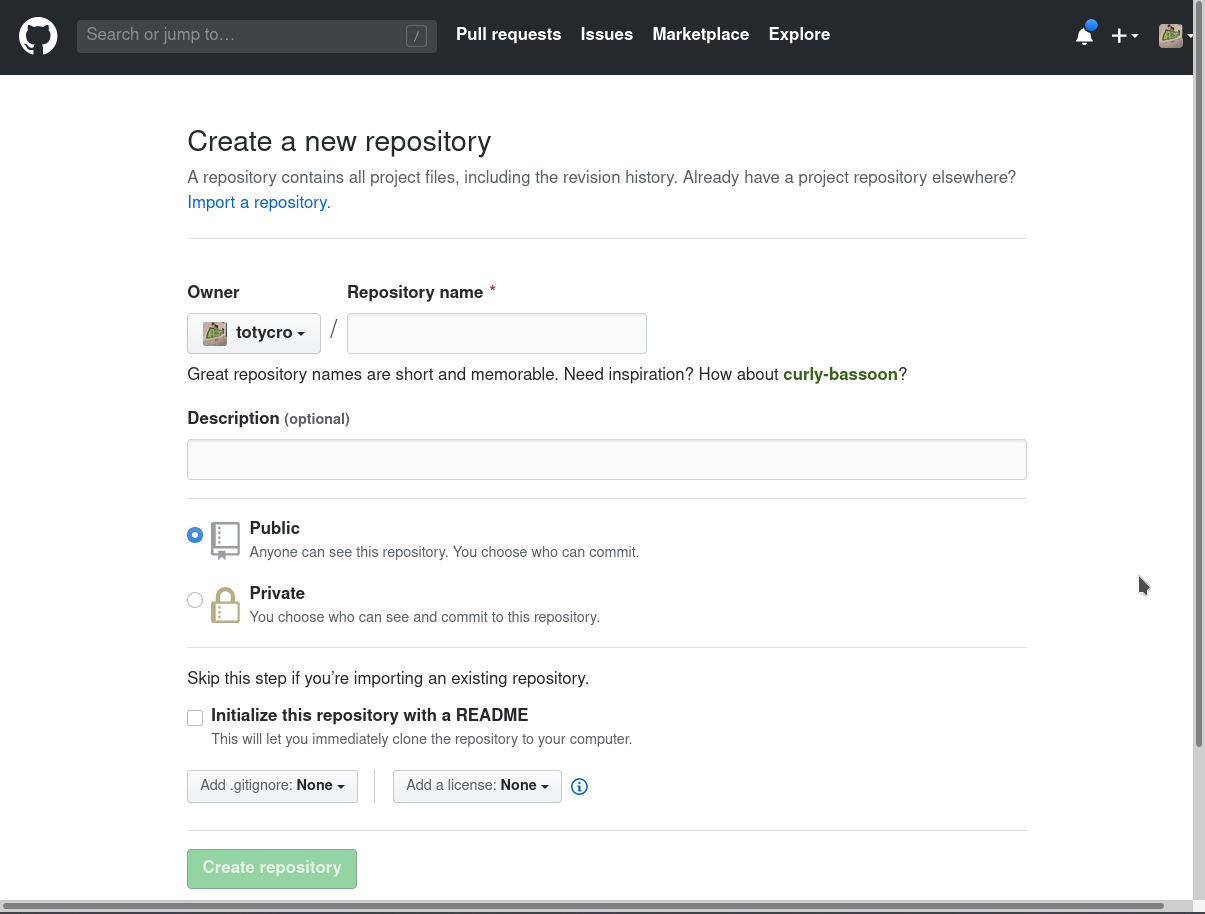 Search or jump to… /
Pull requests Issues Marketplace Explore
Create a new repository
A repository contains all project files, including the revision history. Already have a project repository elsewhere?
Import a repository.
Owner Repository name *
totycro /
Great repository names are short and memorable. Need inspiration? How about curly-bassoon?
Description (optional)
Public
Anyone can see this repository. You choose who can commit.
Private
You choose who can see and commit to this repository.
Skip this step if you’re importing an existing repository.
Initialize this repository with a README
This will let you immediately clone the repository to your computer.
Add .gitignore: None Add a license: None
Create repository